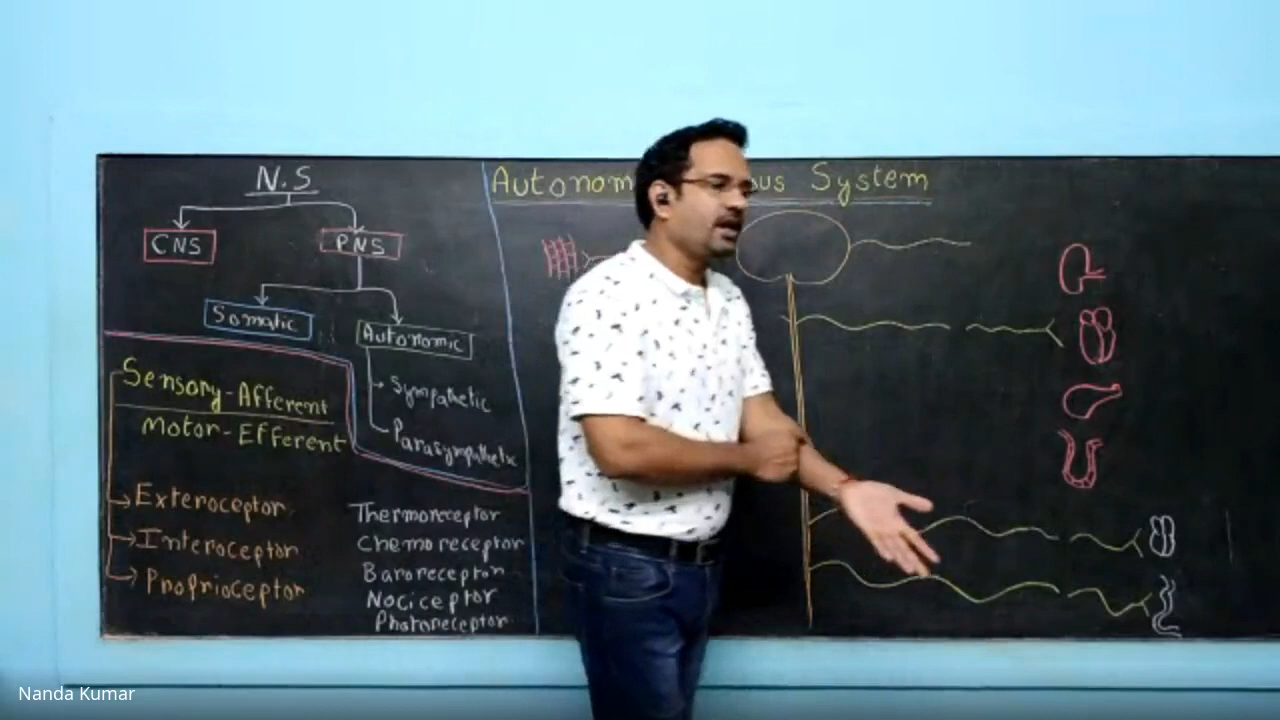 N.S
CNS
PNS
Somatic
Autonomic
Sympathetic
Parasympathetic
Sensory-Afferent
Motor-Efferent
Exteroceptor
Interoceptor
Proprioceptor
Thermoreceptor
Chemoreceptor
Baroreceptor
Nociceptor
Photoreceptor
Autonom ous System
Nanda Kumar